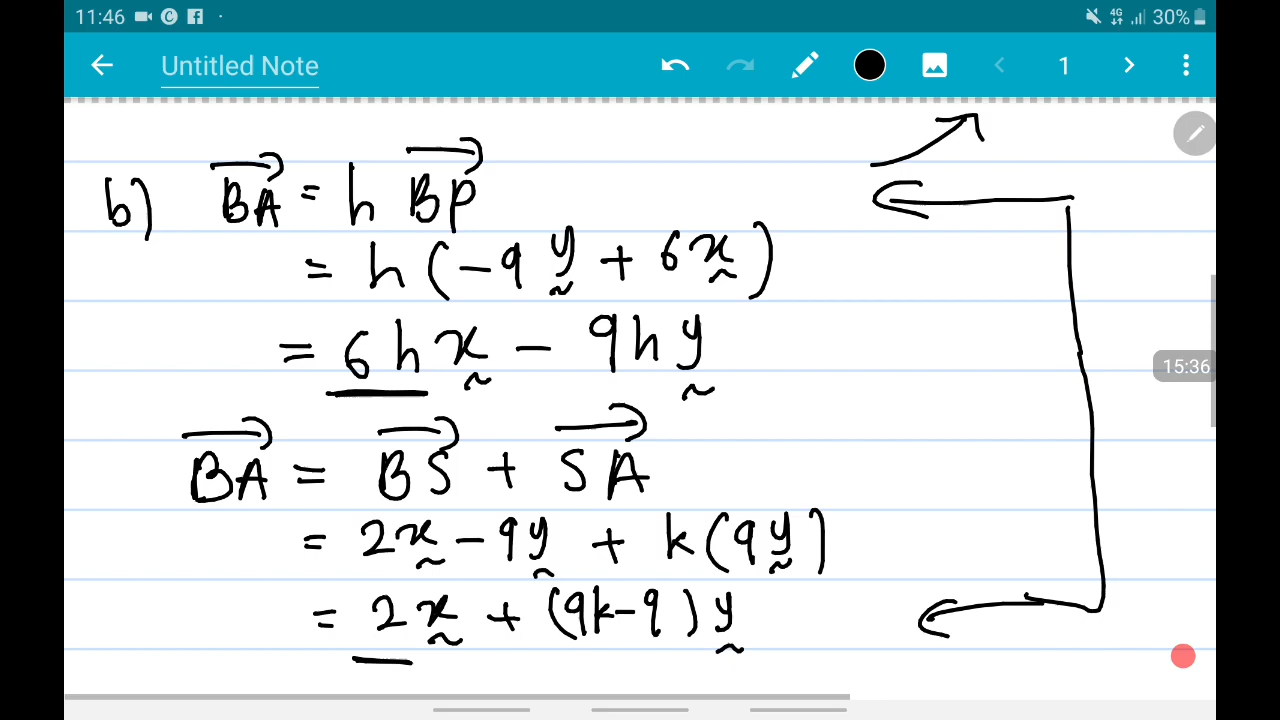 11:46 4G 30%
Untitled Note 1
b) BA = h BP
= h(-9y + 6x)
= 6hx - 9hy
15:36
BA = BS + SA
= 2x - 9y + k(9y)
= 2x + (9k-9)y